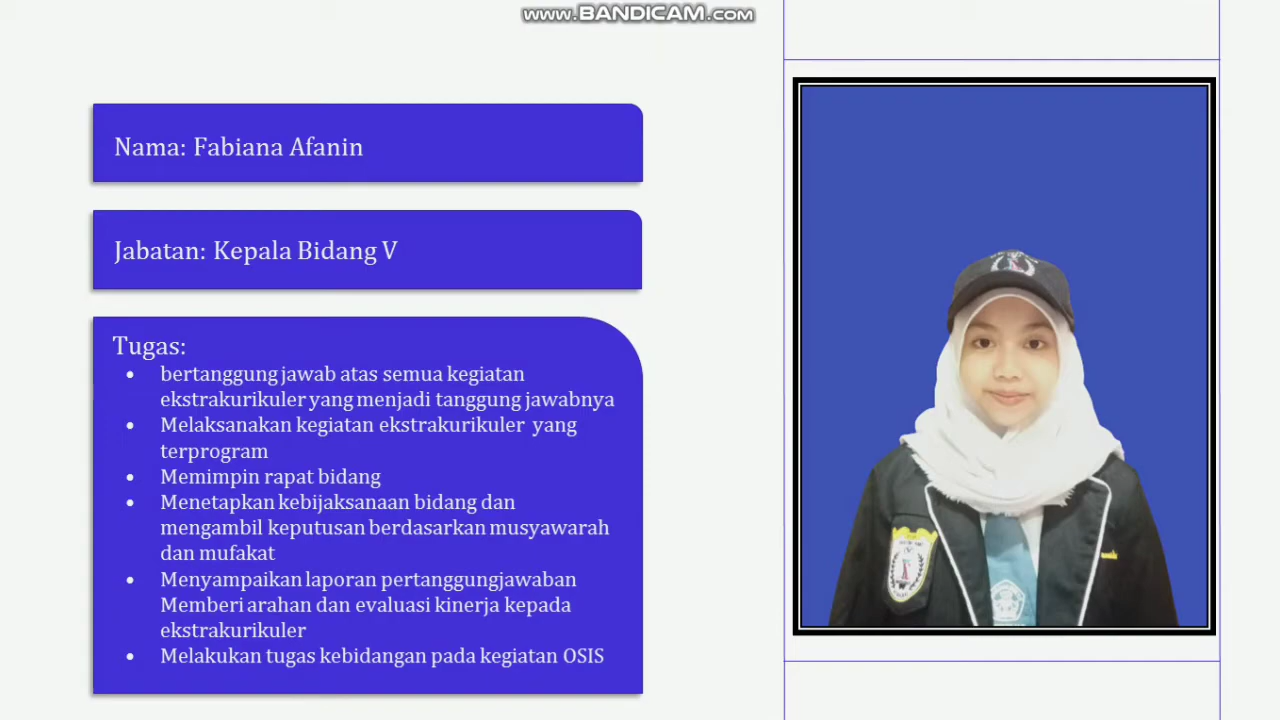 www.BANDICAM.com
Nama: Fabiana Afanin
Jabatan: Kepala Bidang V
Tugas:
• bertanggung jawab atas semua kegiatan
ekstrakurikuler yang menjadi tanggung jawabnya
• Melaksanakan kegiatan ekstrakurikuler yang
terprogram
• Memimpin rapat bidang
• Menetapkan kebijaksanaan bidang dan
mengambil keputusan berdasarkan musyawarah
dan mufakat
• Menyampaikan laporan pertanggungjawaban
Memberi arahan dan evaluasi kinerja kepada
ekstrakurikuler
• Melakukan tugas kebidangan pada kegiatan OSIS